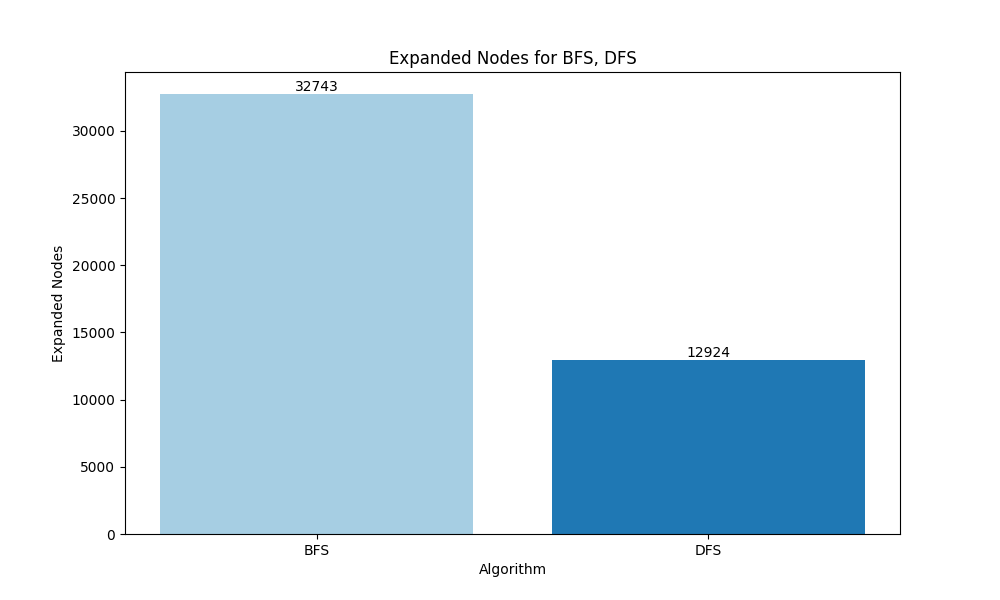 Expanded Nodes for BFS, DFS
32743
12924
30000
25000
20000
15000
10000
5000
0
Expanded Nodes
BFS
DFS
Algorithm